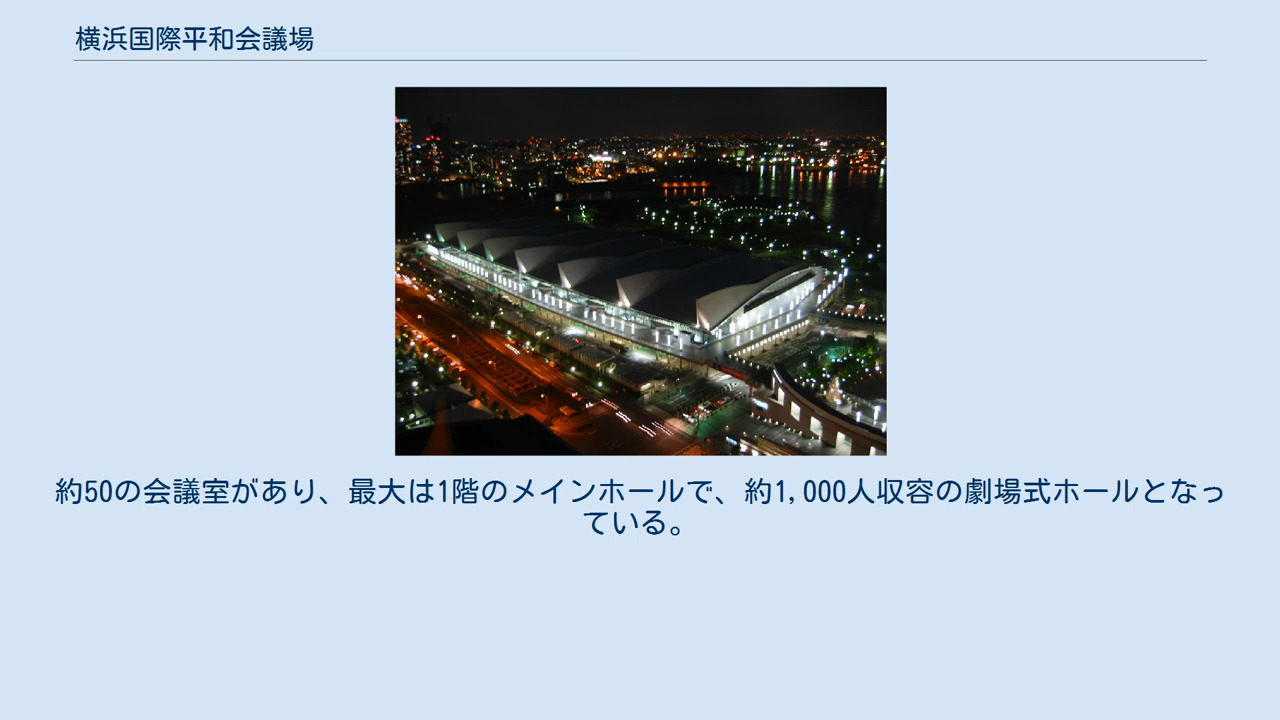 横浜国際平和会議場
約50の会議室があり、最大は1階のメインホールで、約1,000人収容の劇場式ホールとなっ
ている。